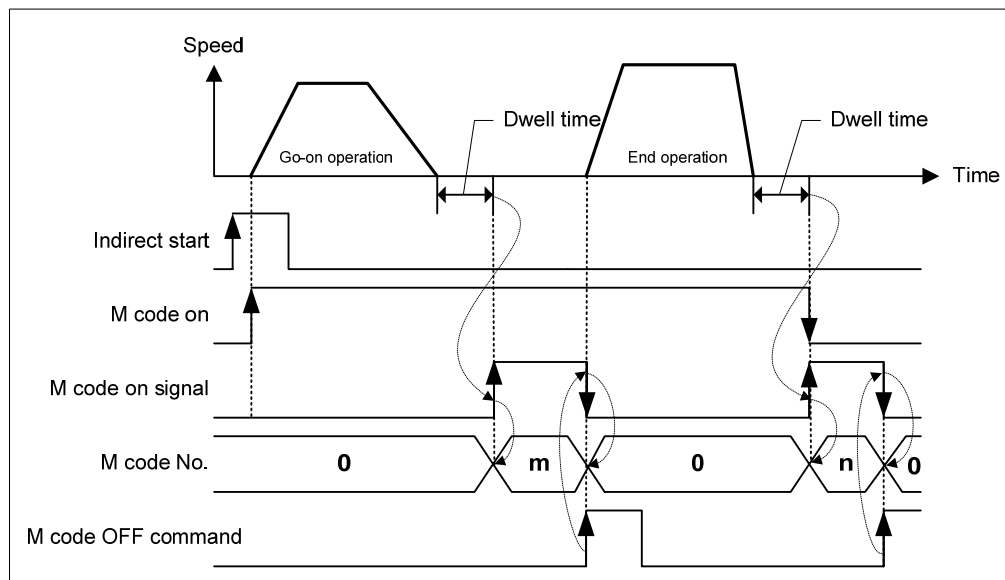 Speed
Dwell time
Dwell time
Go-on operation
End operation
Time
Indirect start
M code on
M code on signal
M code No.
0
m
0
n
0
M code OFF command